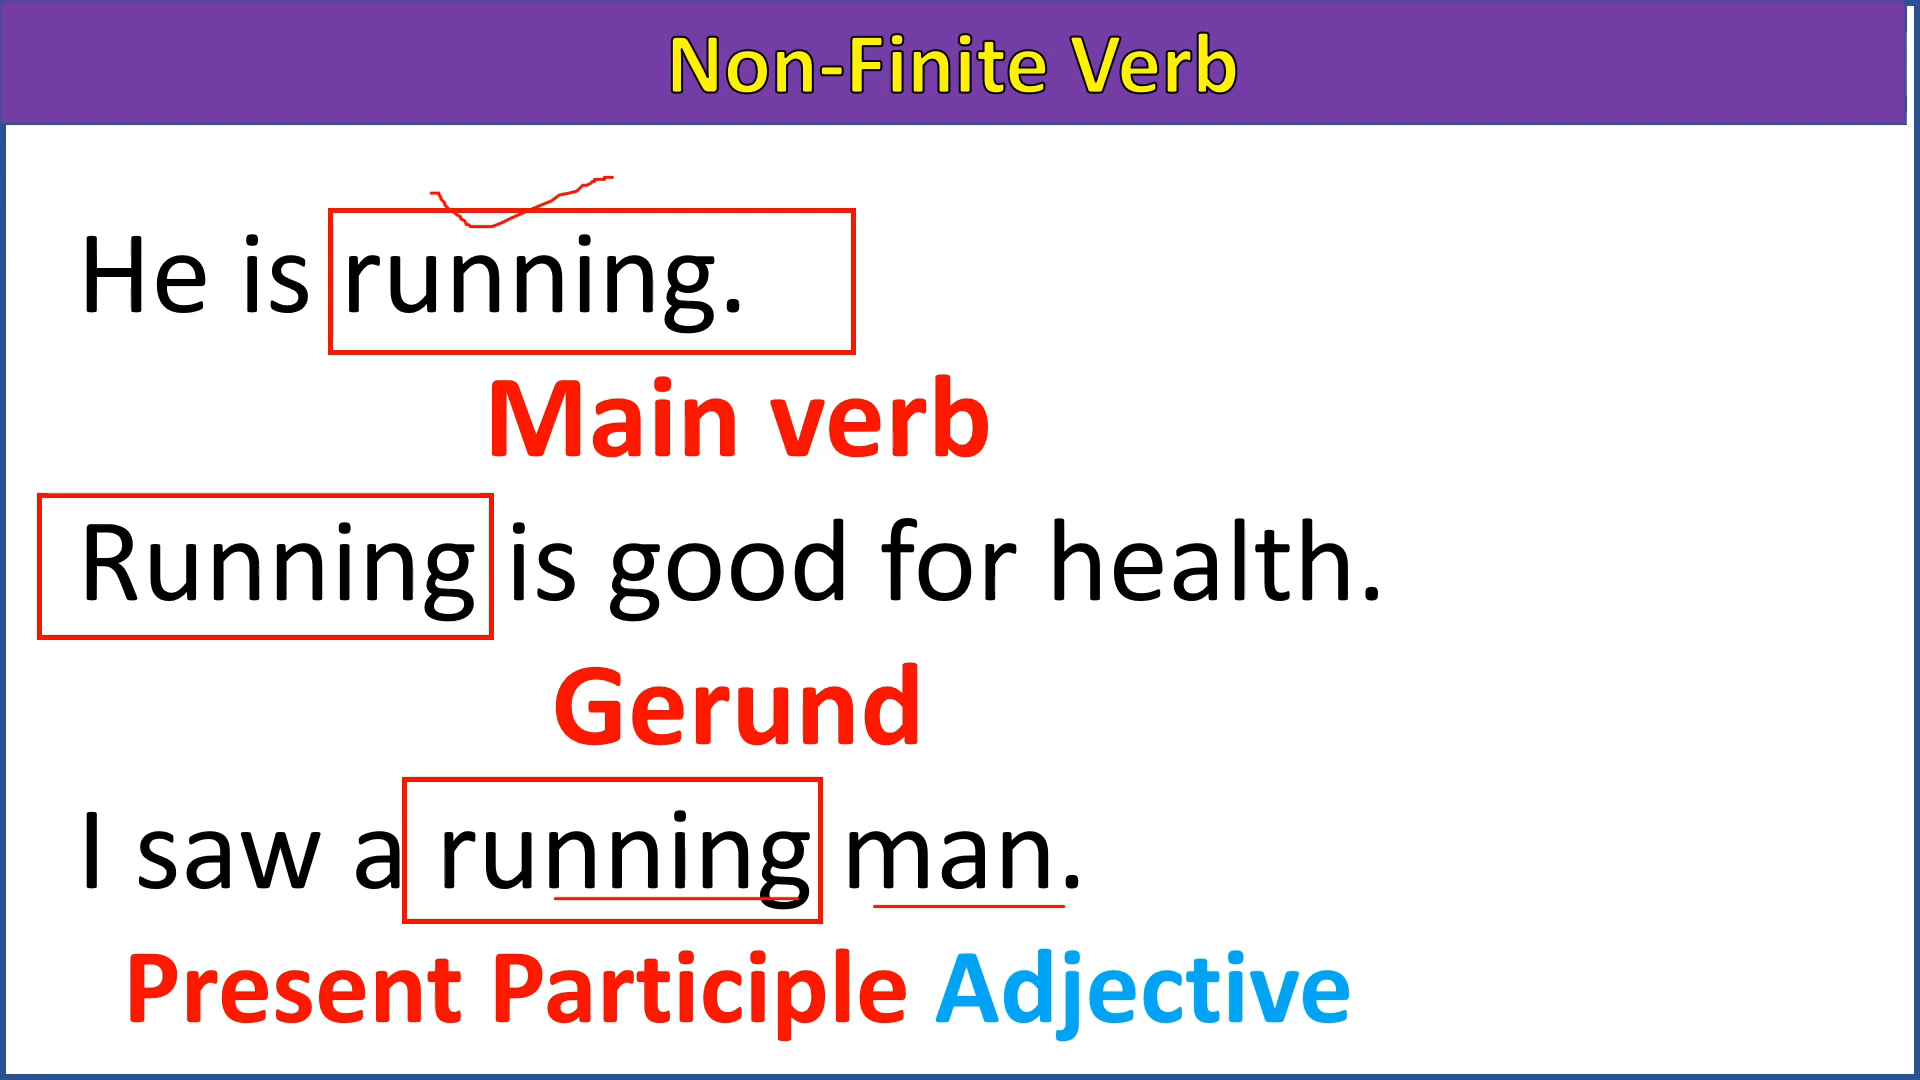 Non-Finite Verb
He is running.
Main verb
Running is good for health.
Gerund
I saw a running man.
Present Participle Adjective